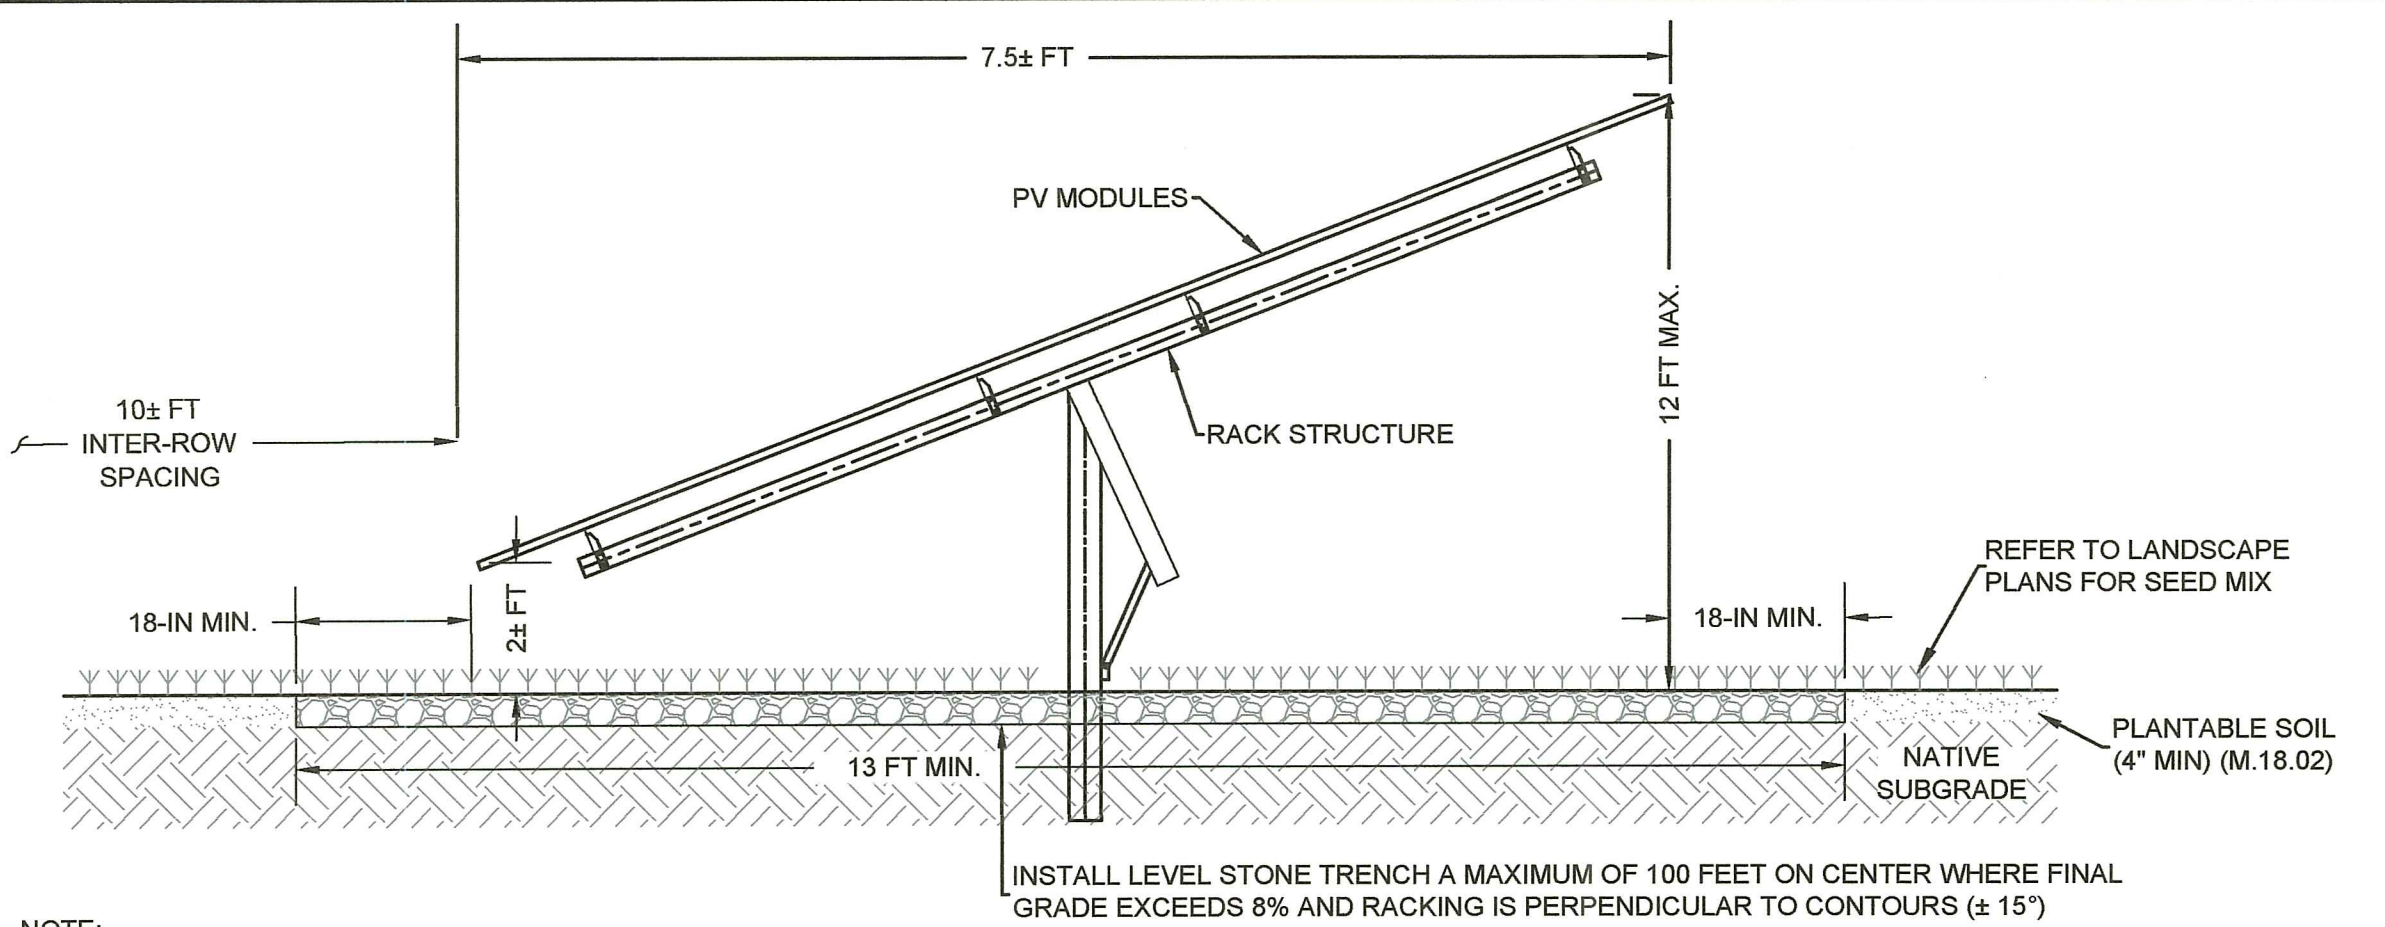 7.5± FT
PV MODULES
12 FT MAX.
10± FT
INTER-ROW
SPACING
RACK STRUCTURE
REFER TO LANDSCAPE
PLANS FOR SEED MIX
18-IN MIN.
2± FT
18-IN MIN.
PLANTABLE SOIL
(4" MIN) (M.18.02)
NATIVE
SUBGRADE
13 FT MIN.
INSTALL LEVEL STONE TRENCH A MAXIMUM OF 100 FEET ON CENTER WHERE FINAL
GRADE EXCEEDS 8% AND RACKING IS PERPENDICULAR TO CONTOURS (± 15°)
NOTE: